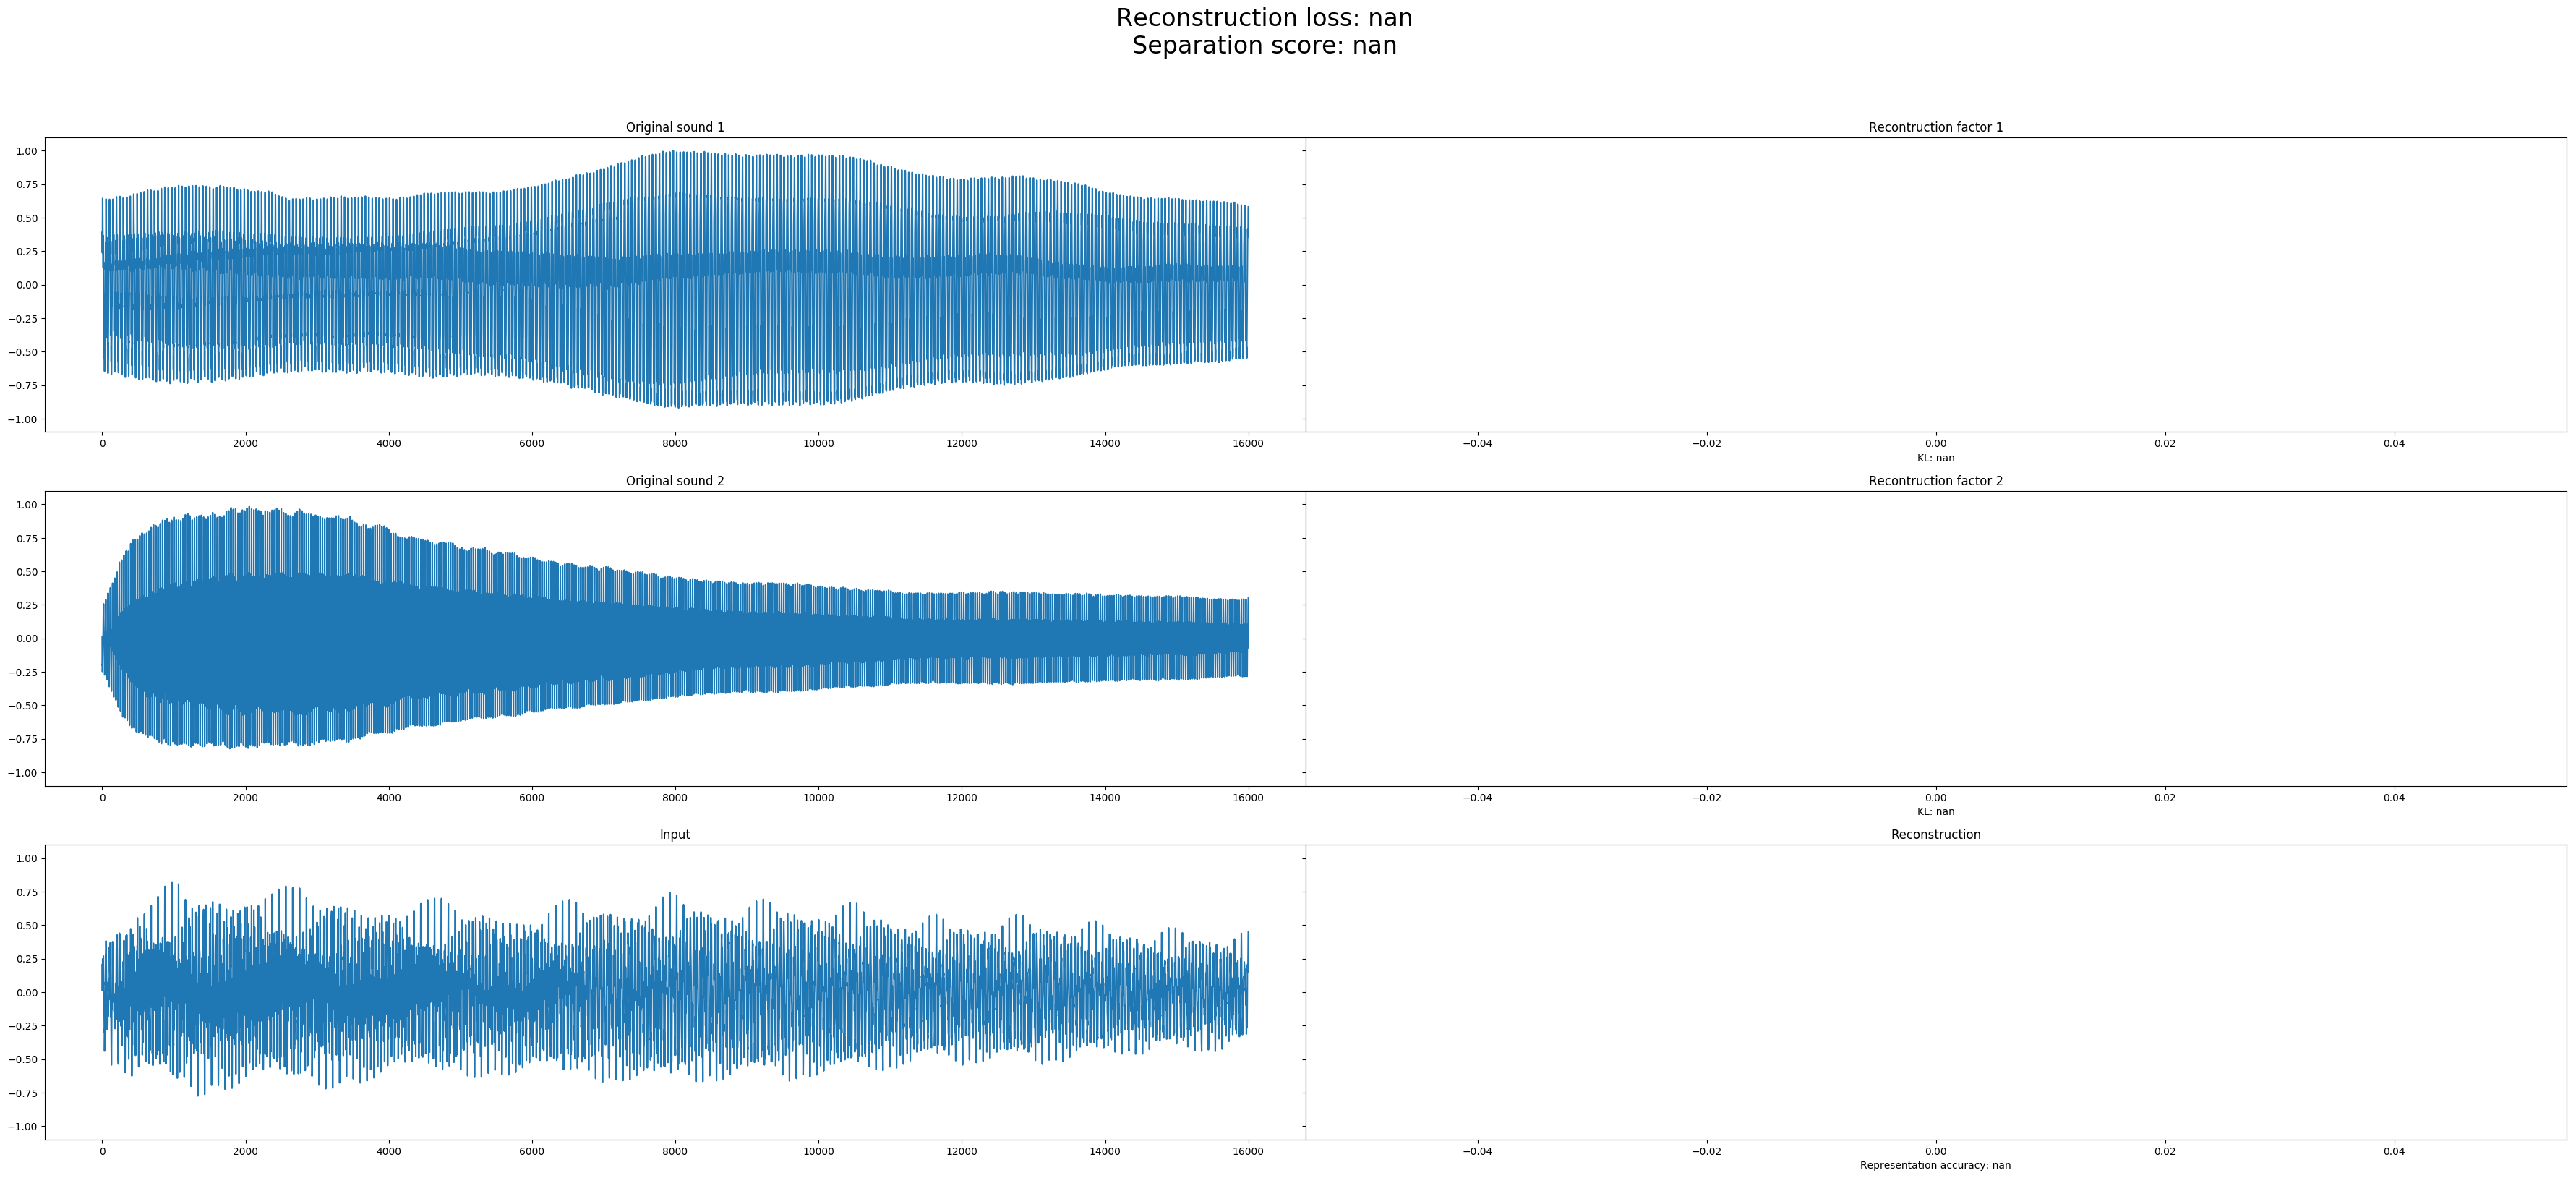 Reconstruction loss: nan
Separation score: nan
Original sound 1
Recontruction factor 1
1.00
0.75
0.50
0.25
0.00
−0.25
−0.50
−0.75
−1.00
0 2000 4000 6000 8000 10000 12000 14000 16000
−0.04 −0.02 0.00 0.02 0.04
KL: nan
Original sound 2
Recontruction factor 2
1.00
0.75
0.50
0.25
0.00
−0.25
−0.50
−0.75
−1.00
0 2000 4000 6000 8000 10000 12000 14000 16000
−0.04 −0.02 0.00 0.02 0.04
KL: nan
Input
Reconstruction
1.00
0.75
0.50
0.25
0.00
−0.25
−0.50
−0.75
−1.00
0 2000 4000 6000 8000 10000 12000 14000 16000
−0.04 −0.02 0.00 0.02 0.04
Representation accuracy: nan